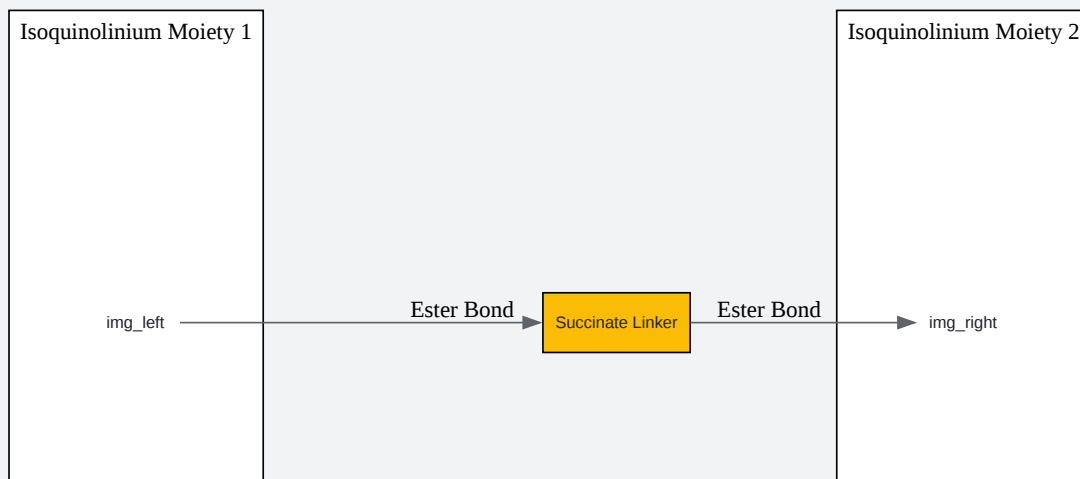 Isoquinolinium Moiety 1
Isoquinolinium Moiety 2
img_left
Ester Bond
Succinate Linker
Ester Bond
img_right